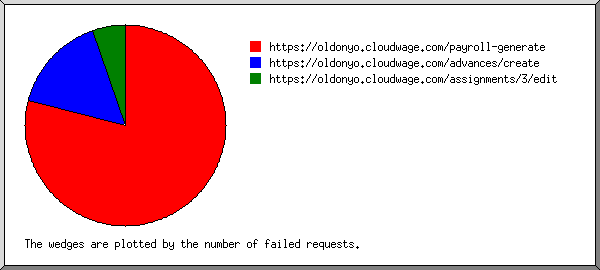 https://oldonyo.cloudwage.com/payroll-generate
https://oldonyo.cloudwage.com/advances/create
https://oldonyo.cloudwage.com/assignments/3/edit
The wedges are plotted by the number of failed requests.